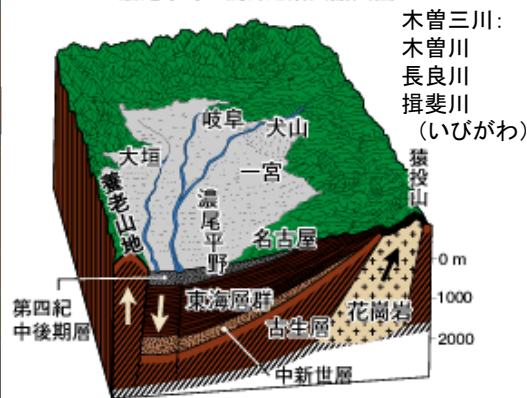 木曽三川:
木曽川
長良川
揖斐川
(いびがわ)
岐阜
犬山
大垣
一宮
猿投山
養老山地
濃尾平野
名古屋
0 m
第四紀
中後期層
東海層群
1000
花崗岩
古生層
2000
中新世層